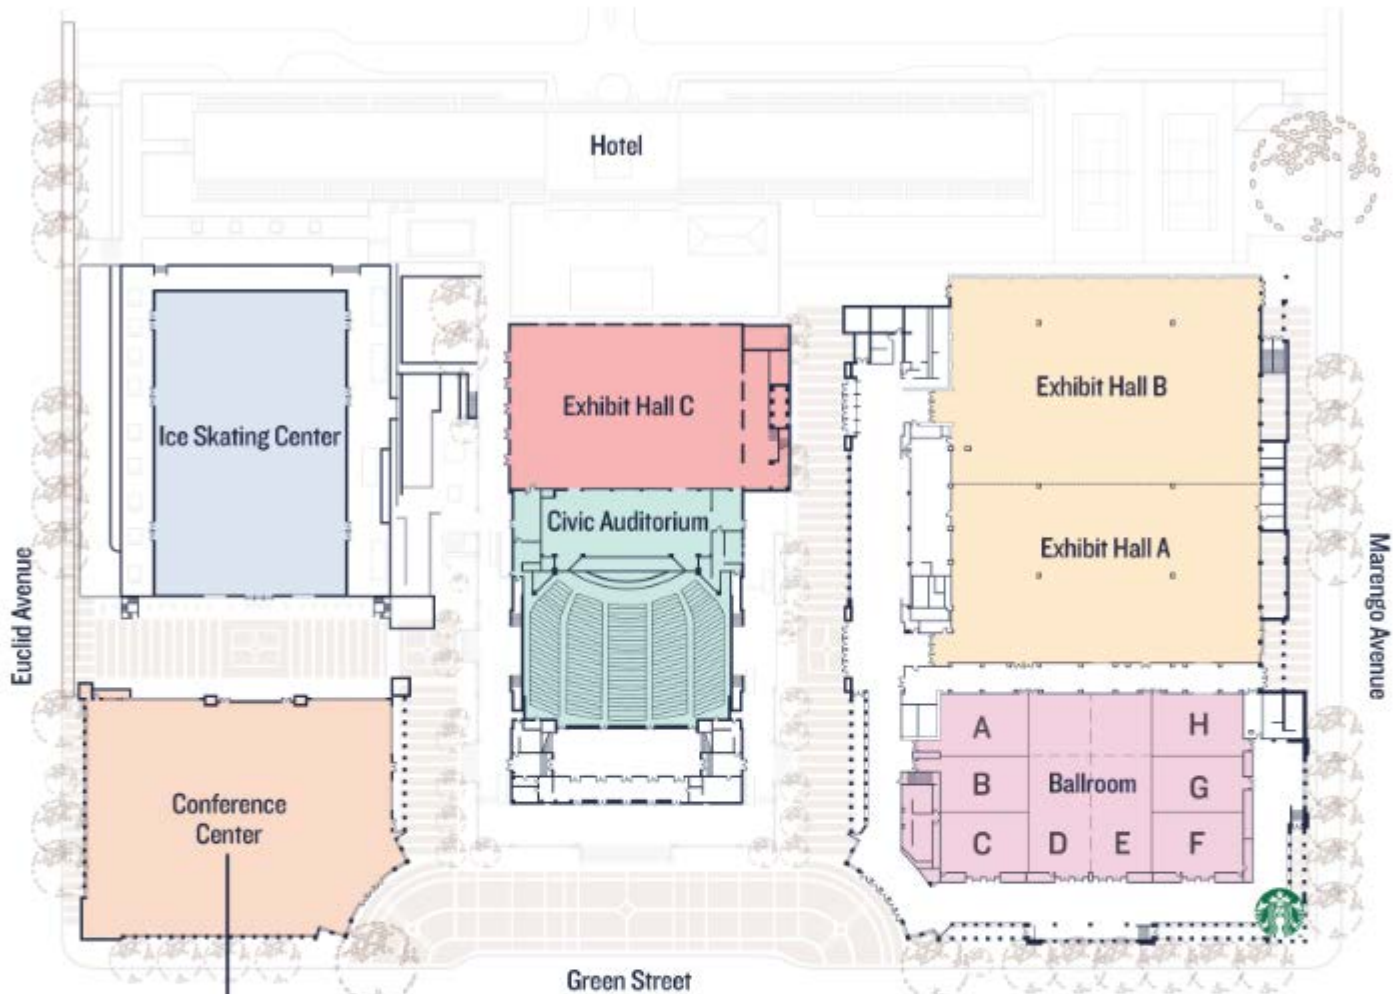 Hotel
Exhibit Hall C
Exhibit Hall B
Ice Skating Center
Civic Auditorium
Exhibit Hall A
Euclid Avenue
Marengo Avenue
A
H
B
Ballroom
G
Conference
Center
C
D
E
F
Green Street